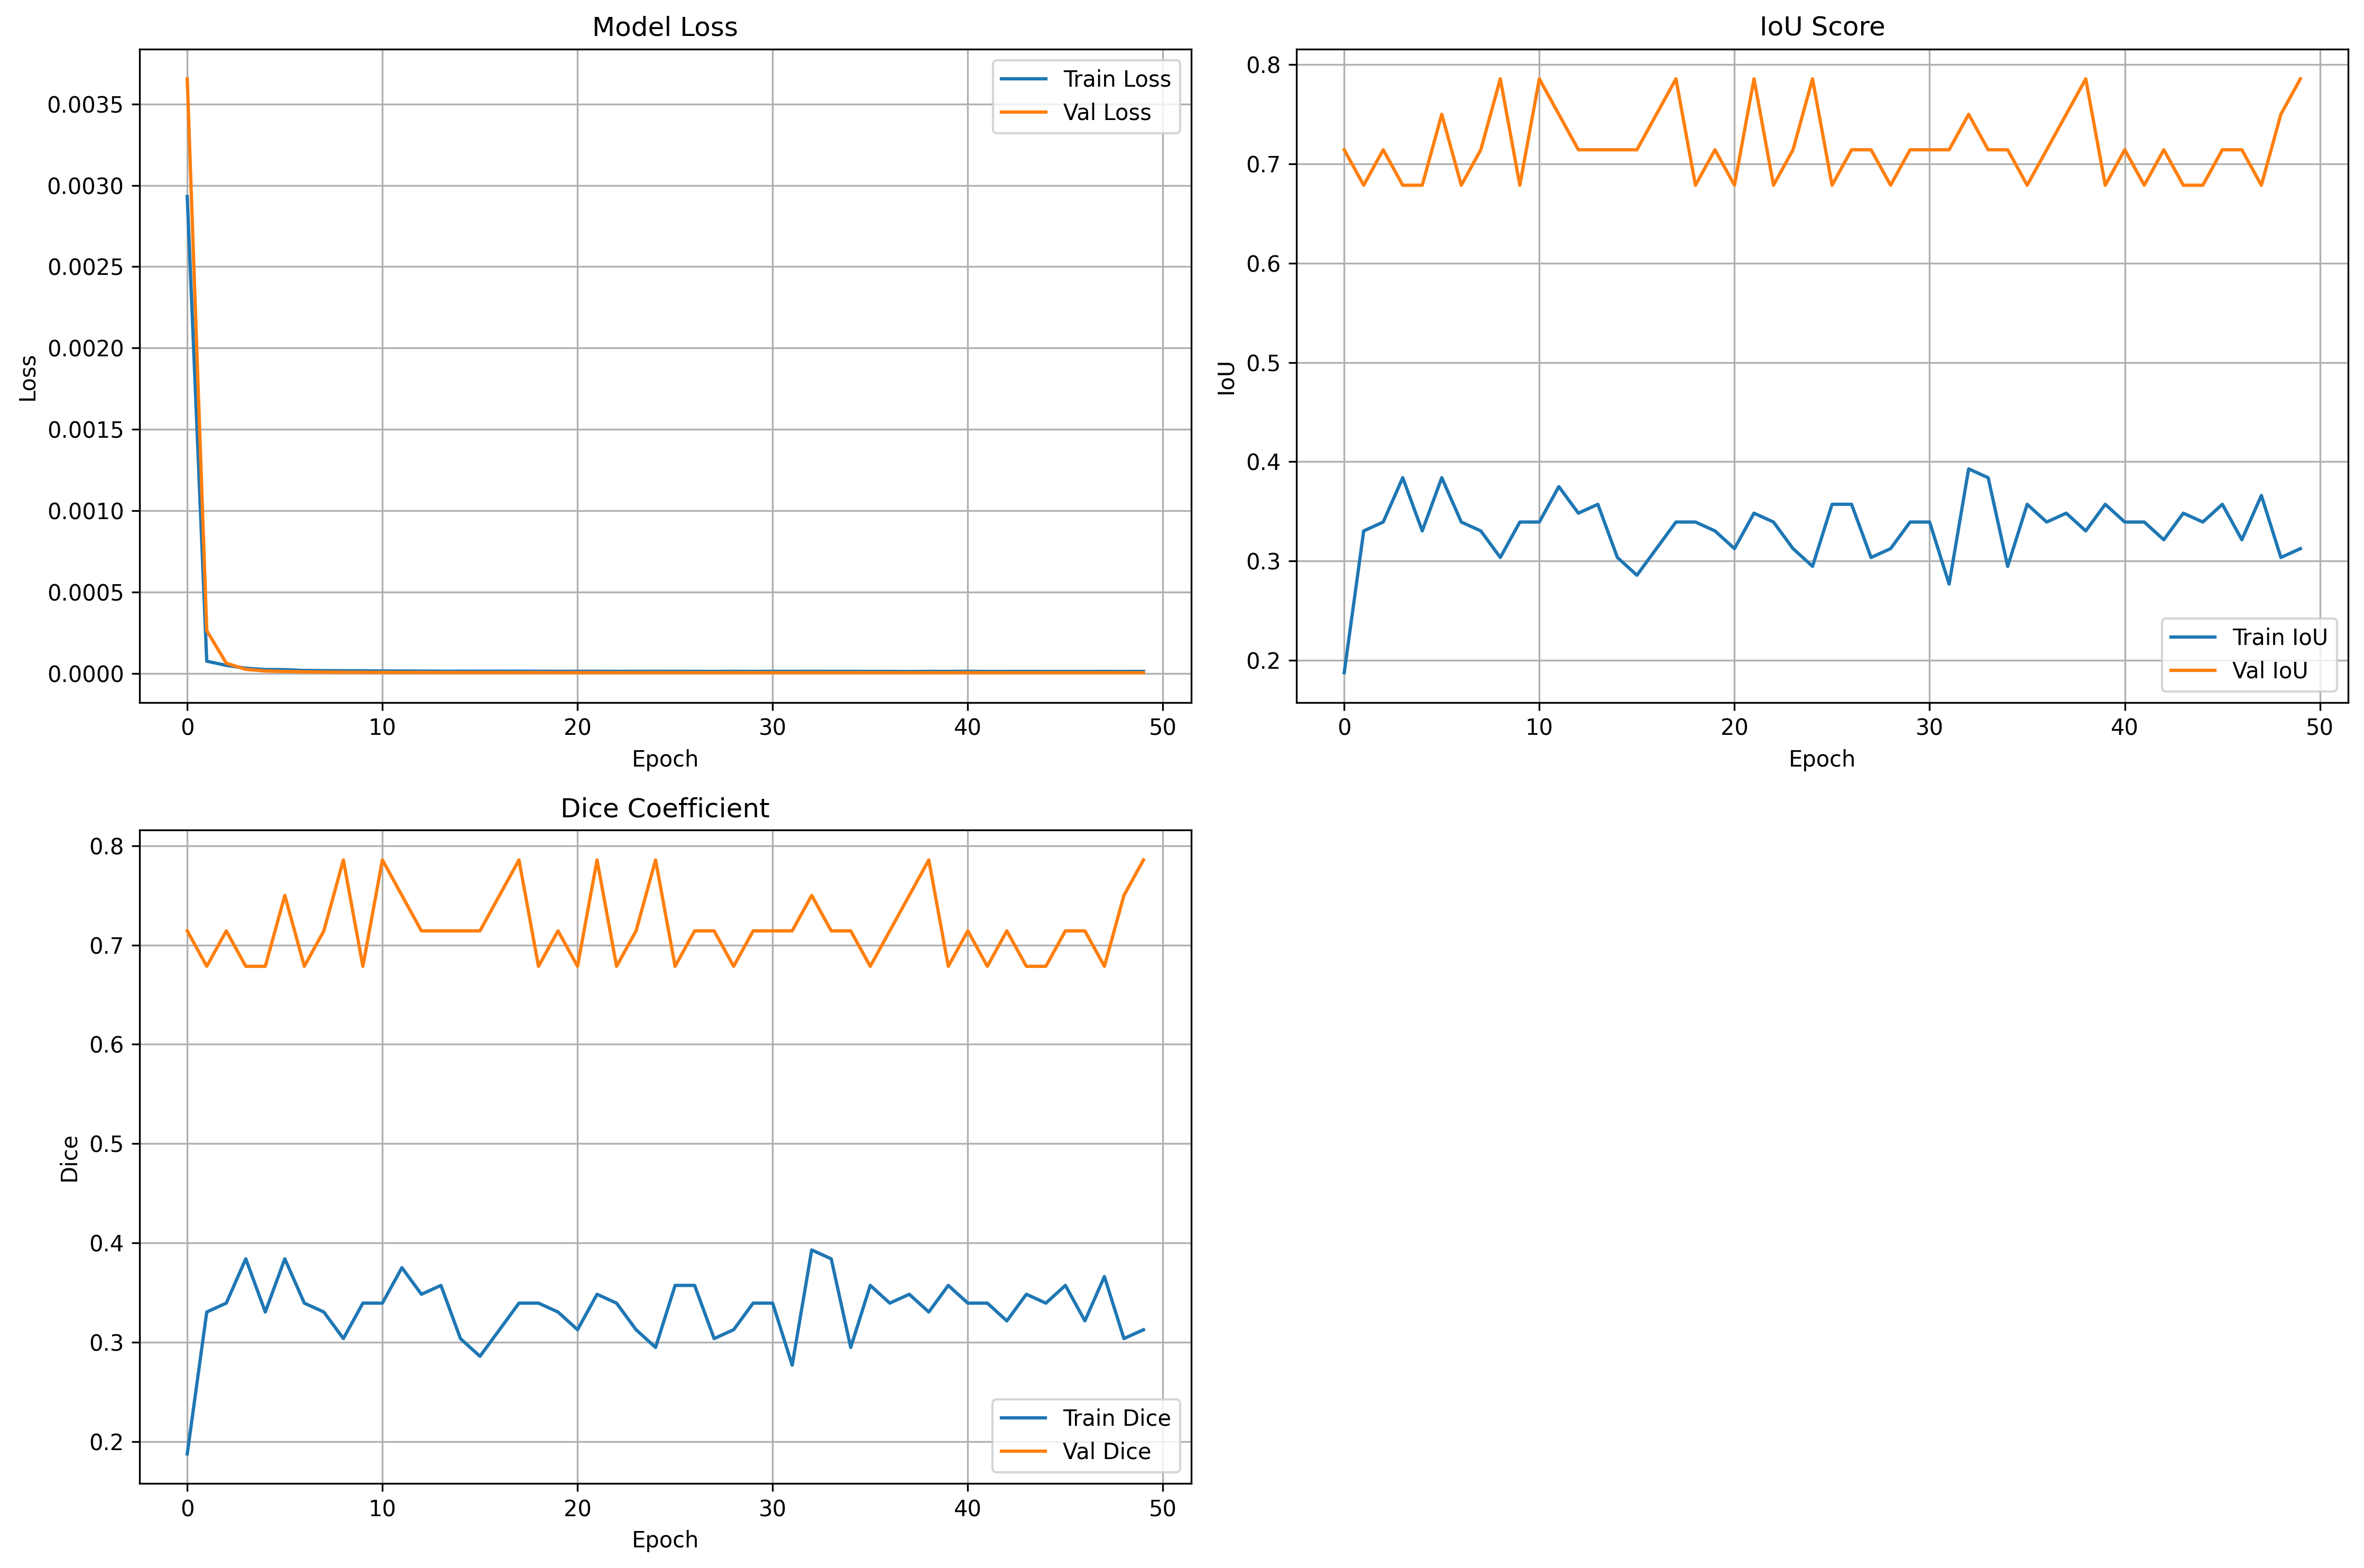 Model Loss
Loss
0.0035
0.0030
0.0025
0.0020
0.0015
0.0010
0.0005
0.0000
Train Loss
Val Loss
0 10 20 30 40 50
Epoch
IoU Score
IoU
0.8
0.7
0.6
0.5
0.4
0.3
0.2
Train IoU
Val IoU
0 10 20 30 40 50
Epoch
Dice Coefficient
Dice
0.8
0.7
0.6
0.5
0.4
0.3
0.2
Train Dice
Val Dice
0 10 20 30 40 50
Epoch